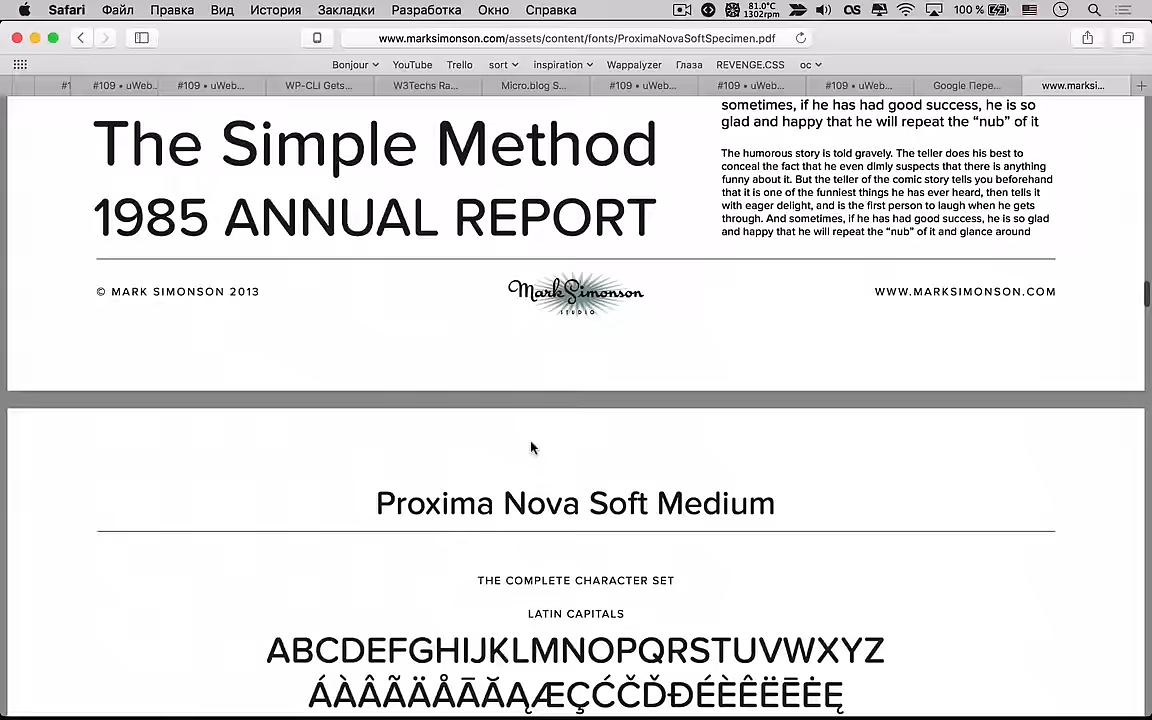 Safari Файл Правка Вид История Закладки Разработка Окно Справка 81.0°C 1302rpm 100 %
www.marksimonson.com/assets/content/fonts/ProximaNovaSoftSpecimen.pdf
Bonjour YouTube Trello sort inspiration Wappalyzer Глаза REVENGE.CSS ос
#1 #109 • uWeb... #109 • uWeb... WP-CLI Gets... W3Techs Ra... Micro.blog S... #109 • uWeb... #109 • uWeb... #109 • uWeb... Google Пере... www.marksi...
The Simple Method
1985 ANNUAL REPORT
sometimes, if he has had good success, he is so
glad and happy that he will repeat the “nub” of it
The humorous story is told gravely. The teller does his best to
conceal the fact that he even dimly suspects that there is anything
funny about it. But the teller of the comic story tells you beforehand
that it is one of the funniest things he has ever heard, then tells it
with eager delight, and is the first person to laugh when he gets
through. And sometimes, if he has had good success, he is so glad
and happy that he will repeat the “nub” of it and glance around
© MARK SIMONSON 2013
Mark Simonson
STUDIO
WWW.MARKSIMONSON.COM
Proxima Nova Soft Medium
THE COMPLETE CHARACTER SET
LATIN CAPITALS
ABCDEFGHIJKLMNOPQRSTUVWXYZ
ÁÀÂÃÄÅĀĂĄÆÇĆČĎĐÉÈÊËĒĖĘ